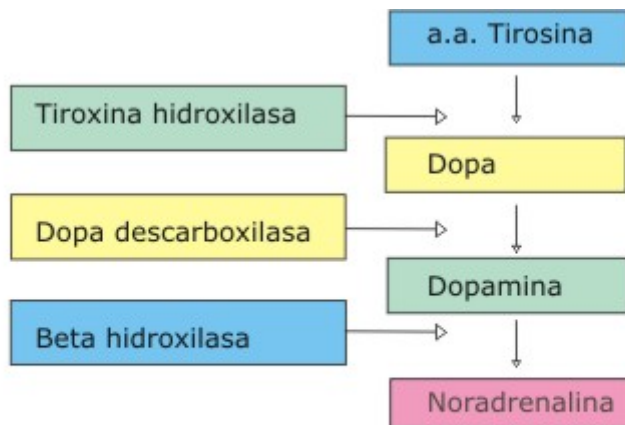 a.a. Tirosina
Tiroxina hidroxilasa
Dopa
Dopa descarboxilasa
Dopamina
Beta hidroxilasa
Noradrenalina